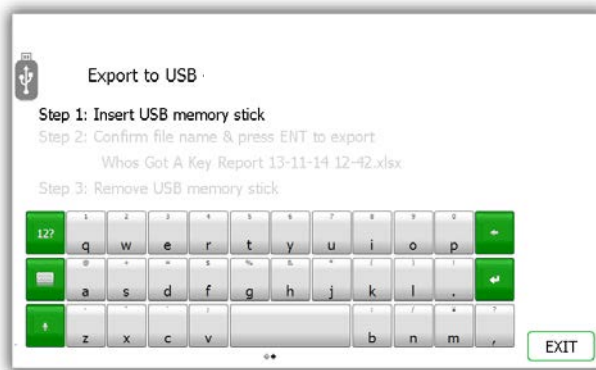 Export to USB
Step 1: Insert USB memory stick
Step 2: Confirm file name & press ENT to export
Whos Got A Key Report 13-11-14 12-42.xlsx
Step 3: Remove USB memory stick
12? q w e r t y u i o p
a s d f g h j k l .
z x c v b n m ,
EXIT